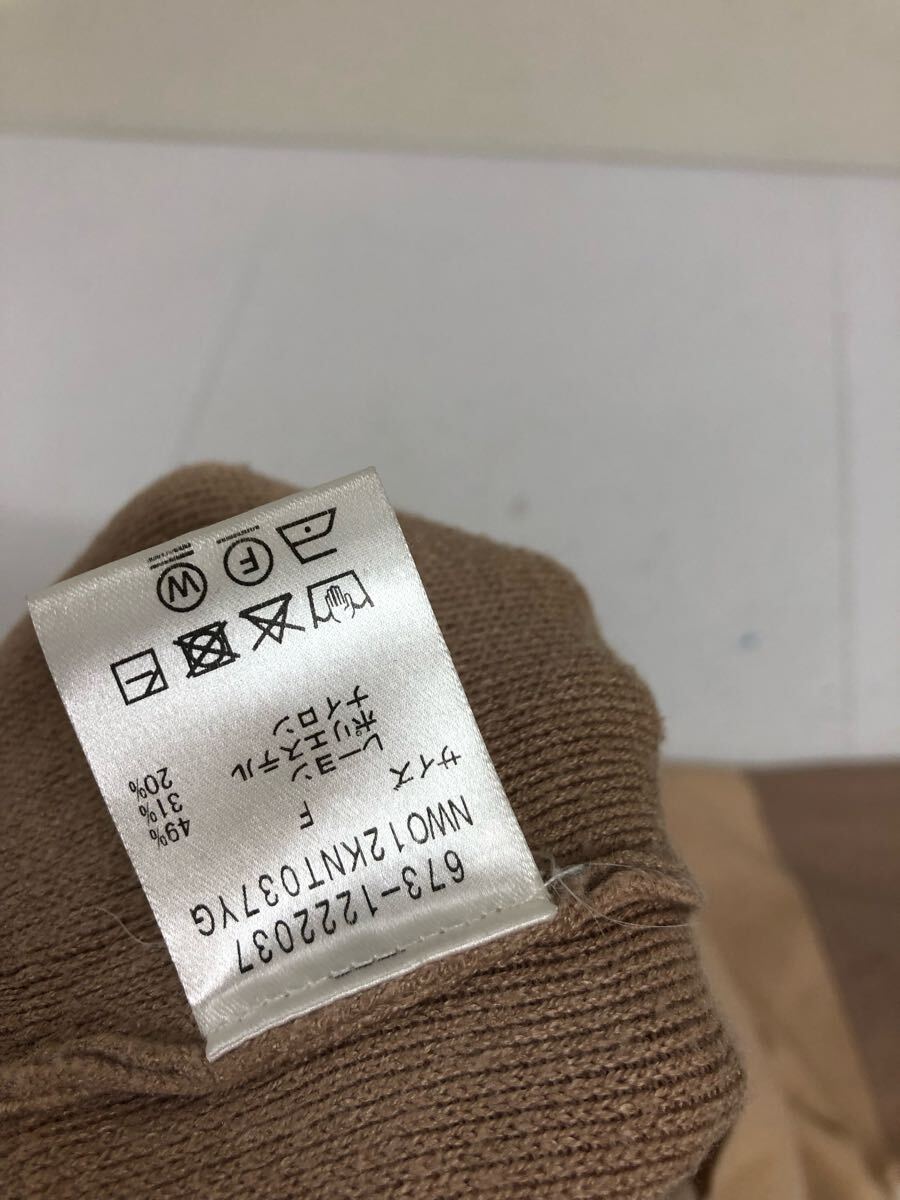 673-1222037
NW012KNT037YG
サイズ F
レーヨン 49%
ポリエステル 31%
ナイロン 20%
F
W